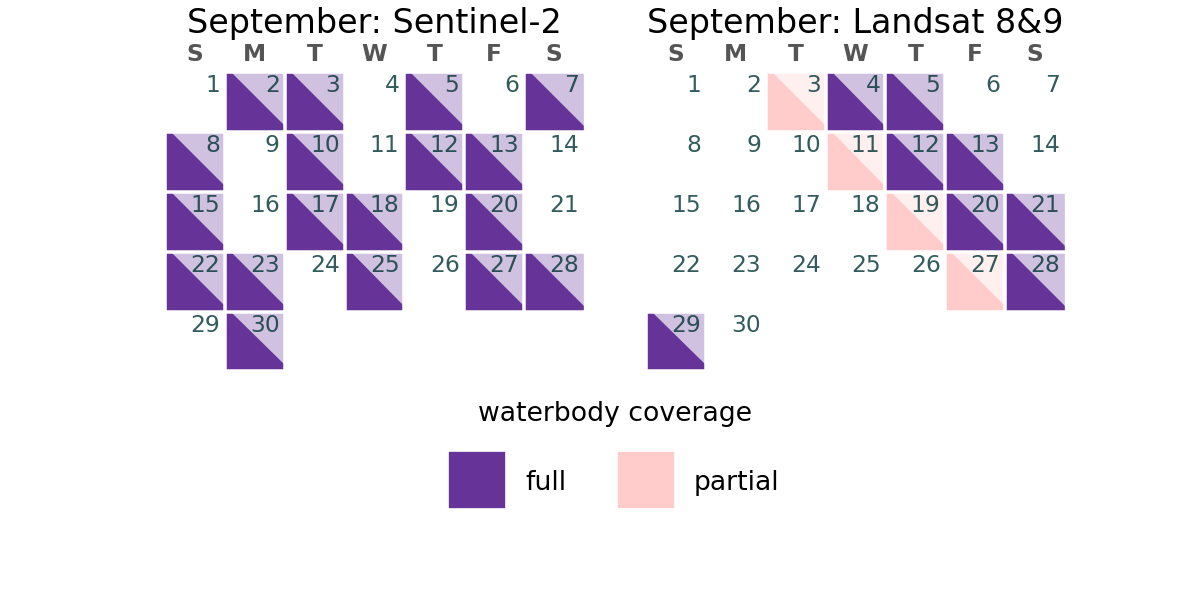 September: Sentinel-2
S M T W T F S
1 2 3 4 5 6 7
8 9 10 11 12 13 14
15 16 17 18 19 20 21
22 23 24 25 26 27 28
29 30
September: Landsat 8&9
S M T W T F S
1 2 3 4 5 6 7
8 9 10 11 12 13 14
15 16 17 18 19 20 21
22 23 24 25 26 27 28
29 30
waterbody coverage
full partial